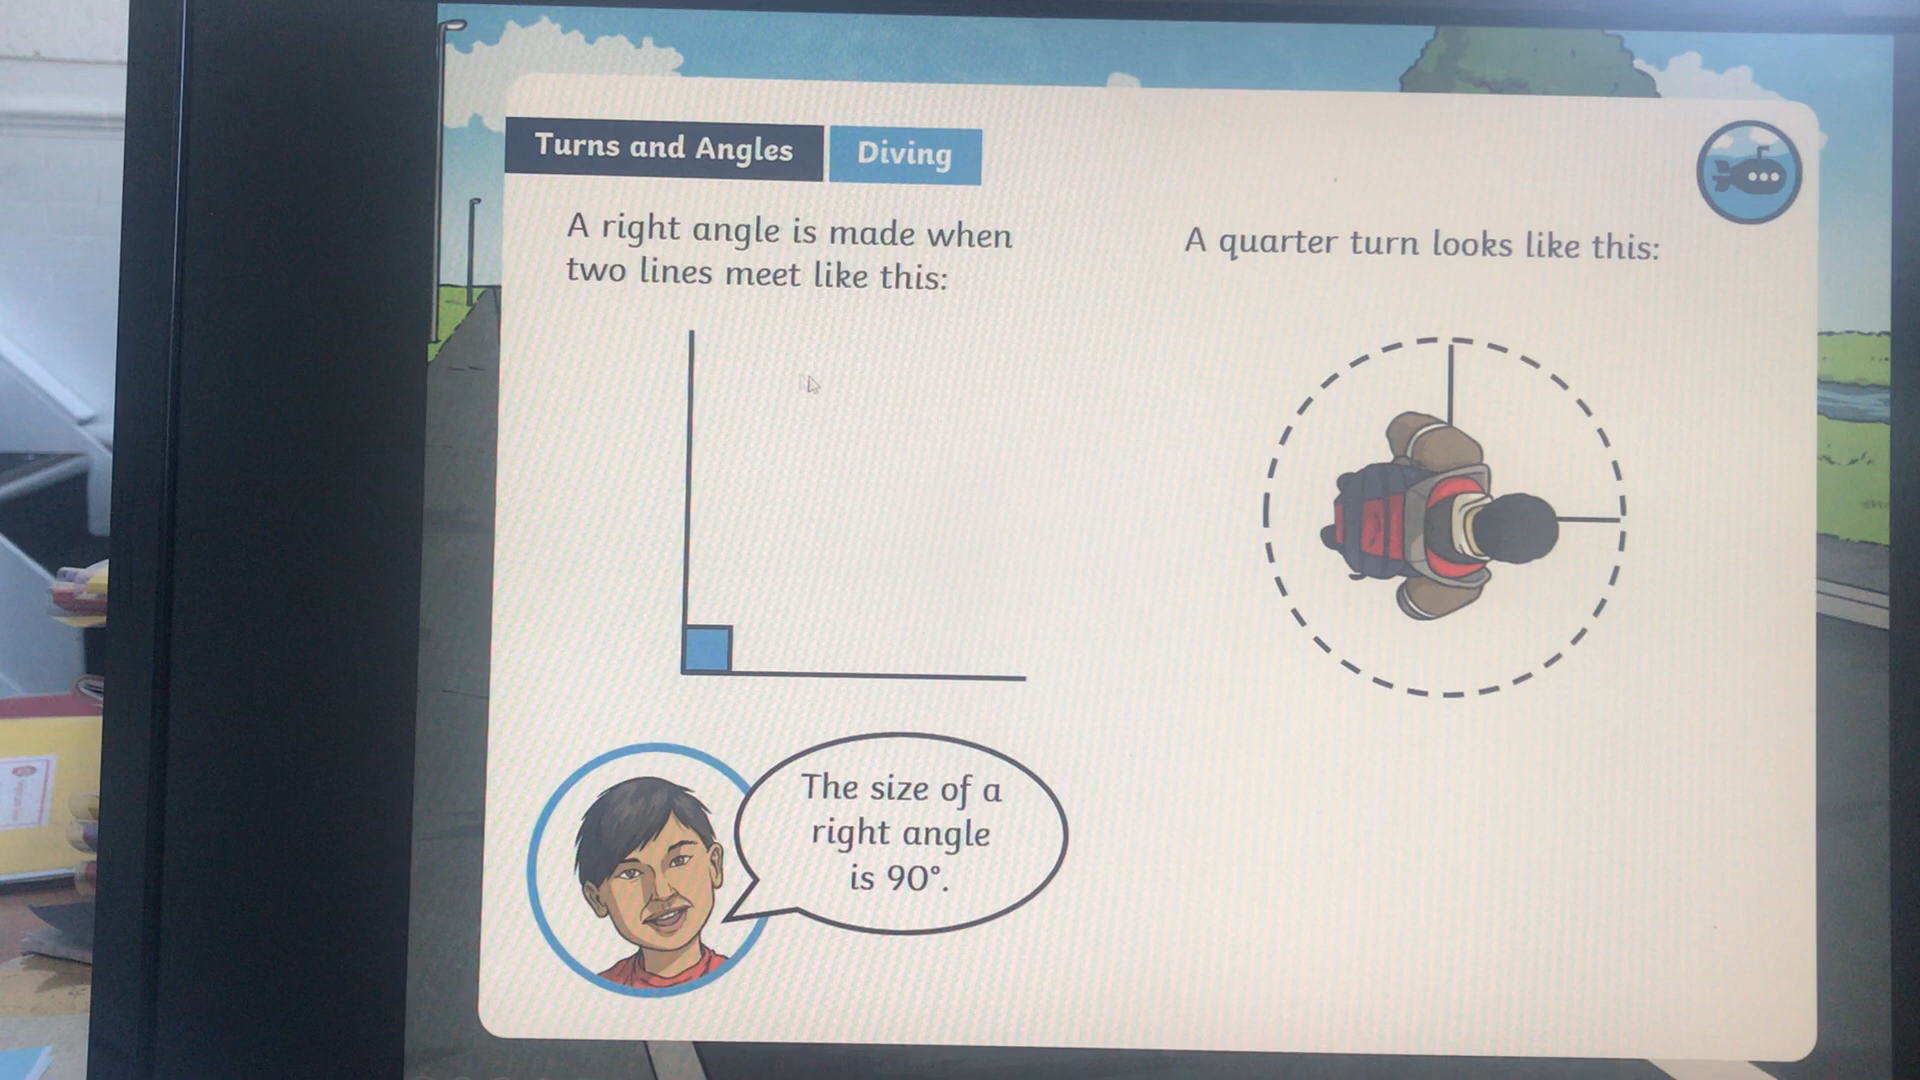 Turns and Angles
Diving
A right angle is made when
two lines meet like this:
A quarter turn looks like this:
The size of a
right angle
is 90°.